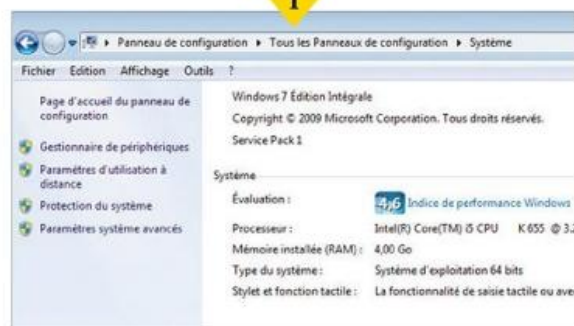 1
Panneau de configuration ▸ Tous les Panneaux de configuration ▸ Système
Fichier Edition Affichage Outils ?
Page d'accueil du panneau de
configuration
Gestionnaire de périphériques
Paramètres d'utilisation à
distance
Protection du système
Paramètres système avancés
Windows 7 Édition Intégrale
Copyright © 2009 Microsoft Corporation. Tous droits réservés.
Service Pack 1
Système
Évaluation :
4,6 Indice de performance Windows
Processeur : Intel(R) Core(TM) i5 CPU K 655 @ 3.2
Mémoire installée (RAM) : 4,00 Go
Type du système : Système d'exploitation 64 bits
Stylet et fonction tactile : La fonctionnalité de saisie tactile ou ave